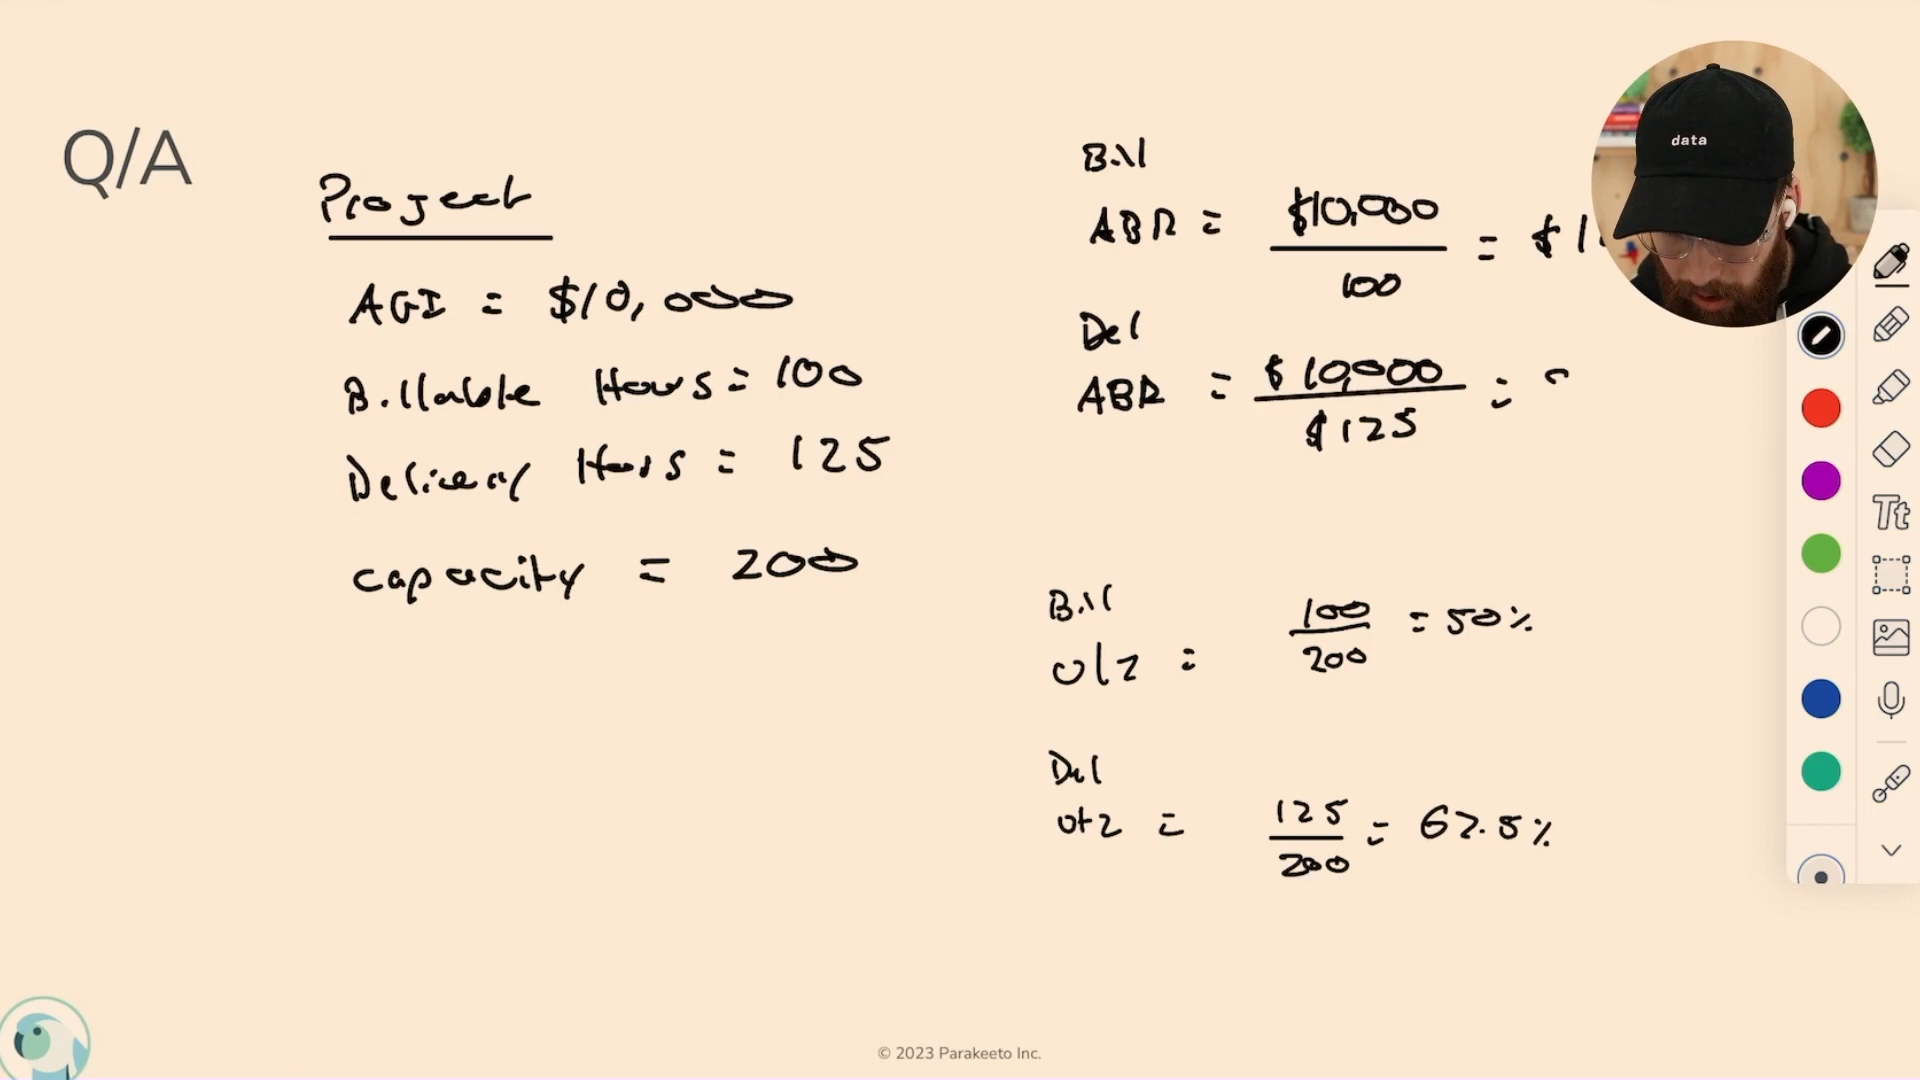 Q/A
Project
AGI = $10,000
Billable Hours = 100
Delivery Hours = 125
capacity = 200
Bill
ABR = $10,000 / 100 = $1
Del
ABR = $10,000 / $125 =
Bill
utz = 100 / 200 = 50%
Del
utz = 125 / 200 = 62.5%
data
Tt
© 2023 Parakeeto Inc.